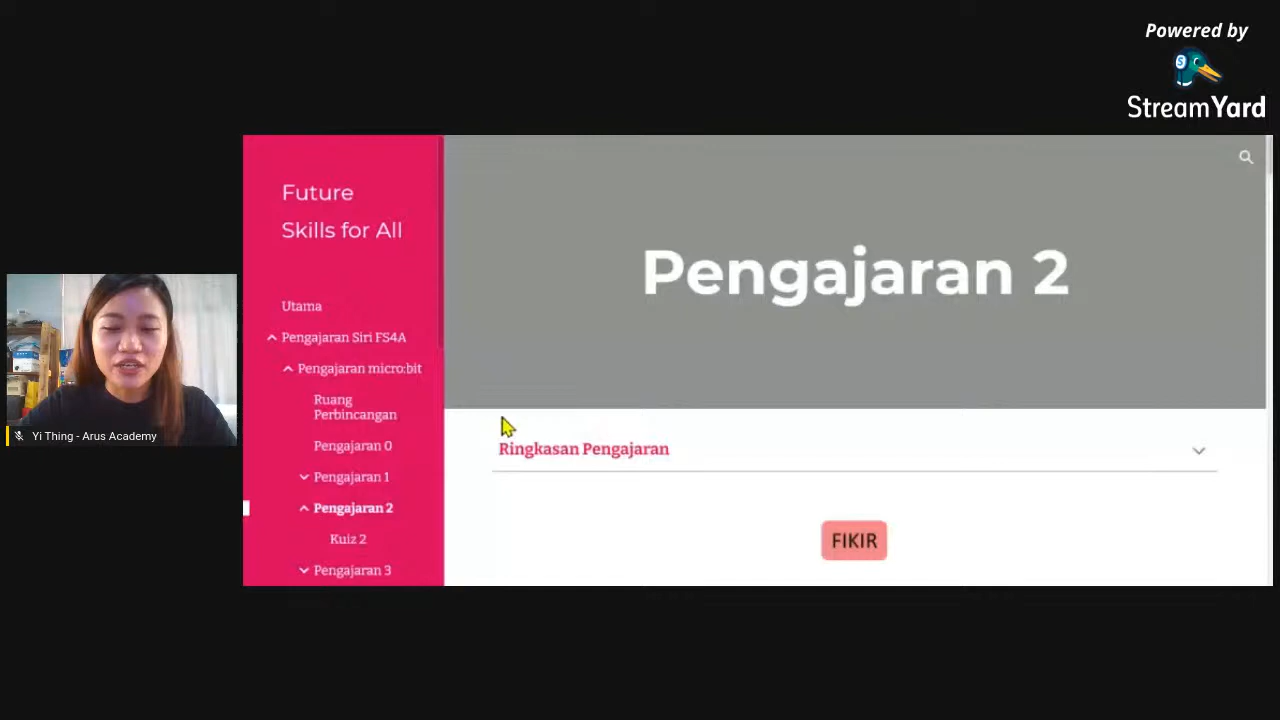 Powered by
StreamYard
Future
Skills for All
Utama
Pengajaran Siri FS4A
Pengajaran micro:bit
Ruang
Perbincangan
Pengajaran 0
Pengajaran 1
Pengajaran 2
Kuiz 2
Pengajaran 3
Pengajaran 2
Ringkasan Pengajaran
FIKIR
Yi Thing - Arus Academy